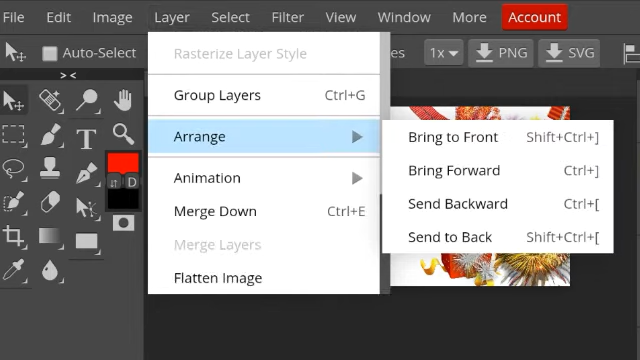 File Edit Image Layer Select Filter View Window More Account
Auto-Select es 1x PNG SVG
> <
Rasterize Layer Style
Group Layers Ctrl+G
Arrange
Bring to Front Shift+Ctrl+]
Bring Forward Ctrl+]
Send Backward Ctrl+[
Send to Back Shift+Ctrl+[
Animation
Merge Down Ctrl+E
Merge Layers
Flatten Image
T
D